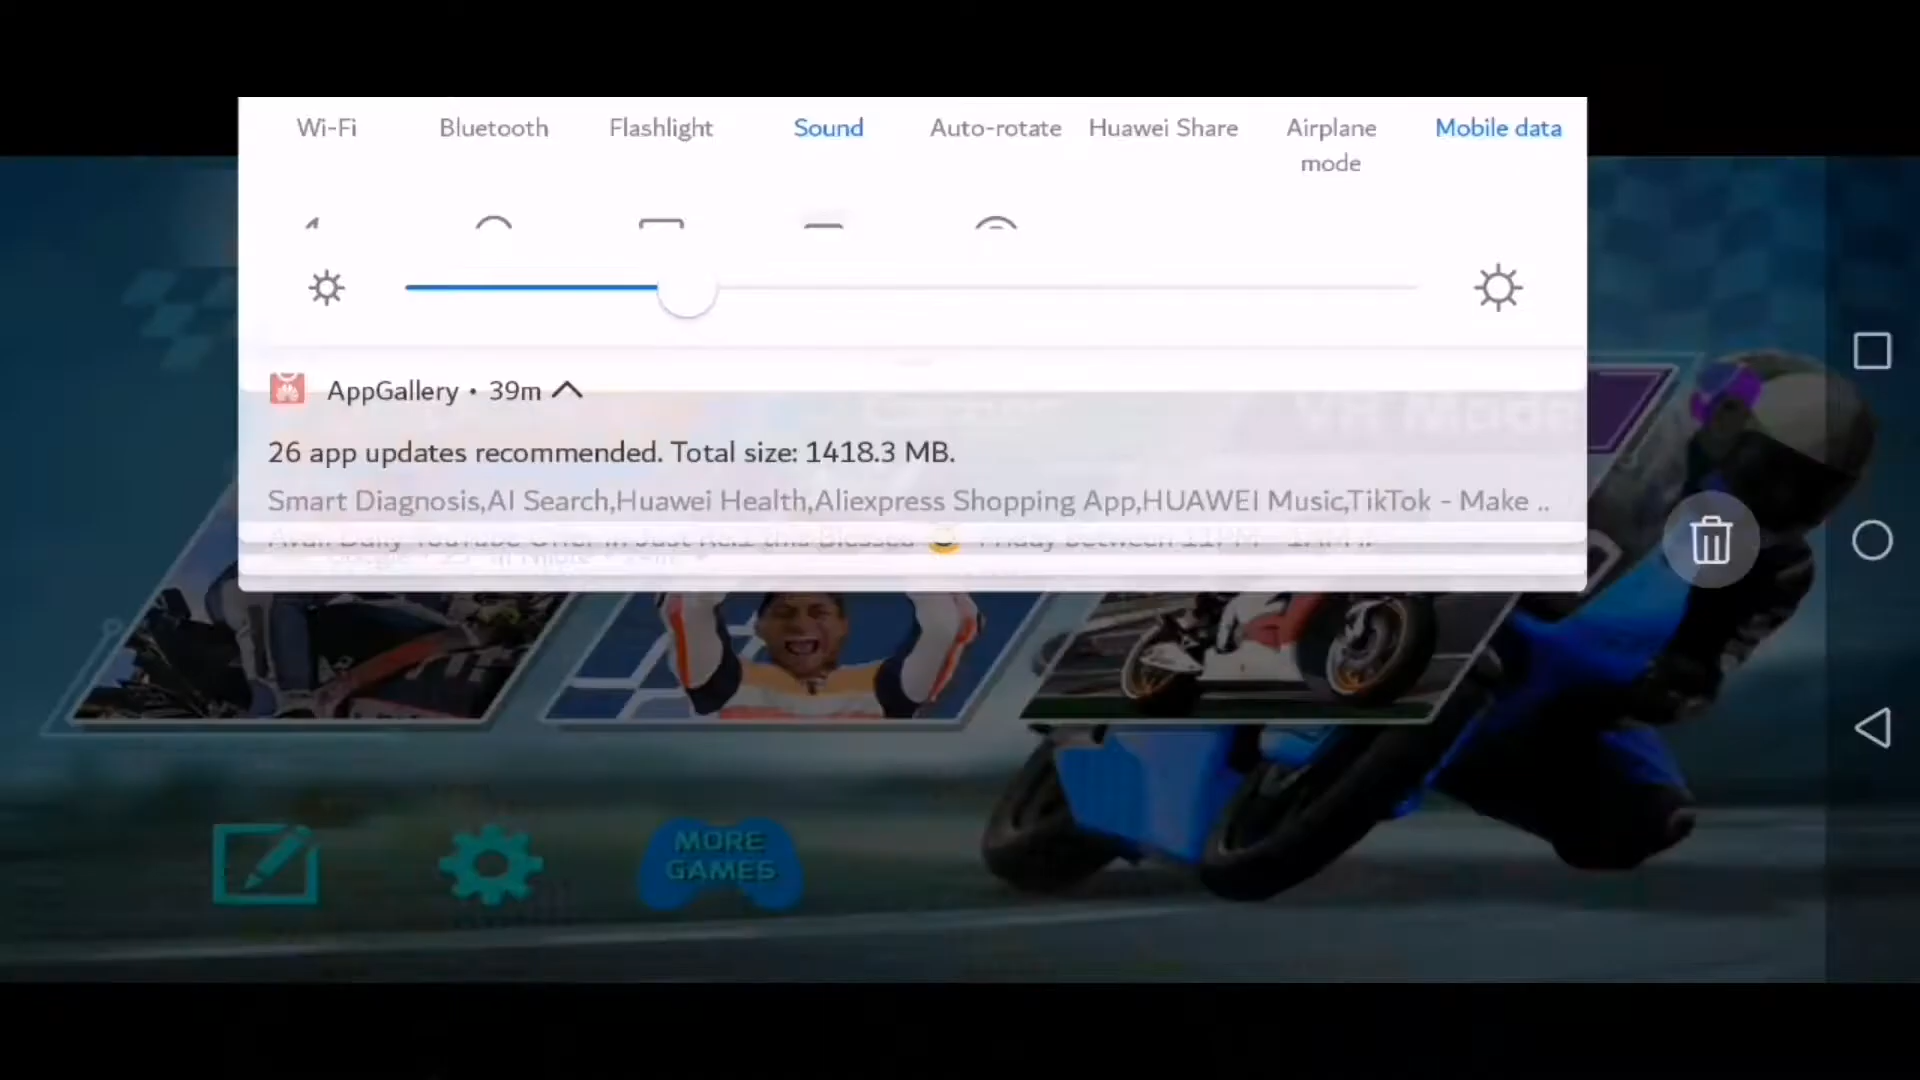 Wi-Fi Bluetooth Flashlight Sound Auto-rotate Huawei Share Airplane mode Mobile data
AppGallery • 39m
VR Mode
26 app updates recommended. Total size: 1418.3 MB.
Smart Diagnosis,AI Search,Huawei Health,Aliexpress Shopping App,HUAWEI Music,TikTok - Make ..
MORE
GAMES